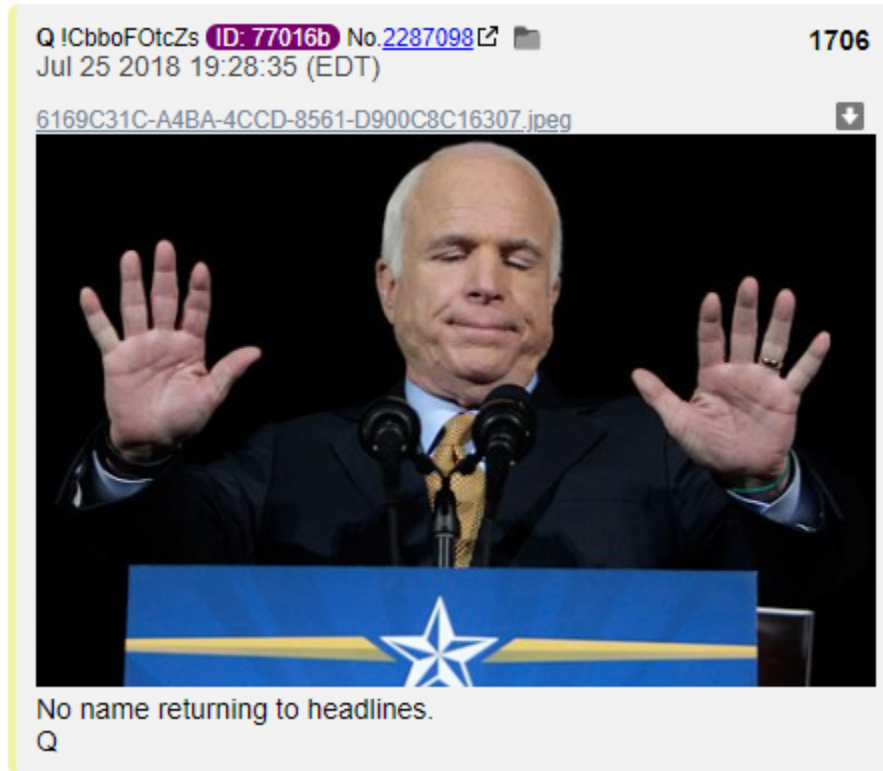 Q !CbboFOtcZs ID: 77016b No.2287098 1706
Jul 25 2018 19:28:35 (EDT)
6169C31C-A4BA-4CCD-8561-D900C8C16307.jpeg
No name returning to headlines.
Q